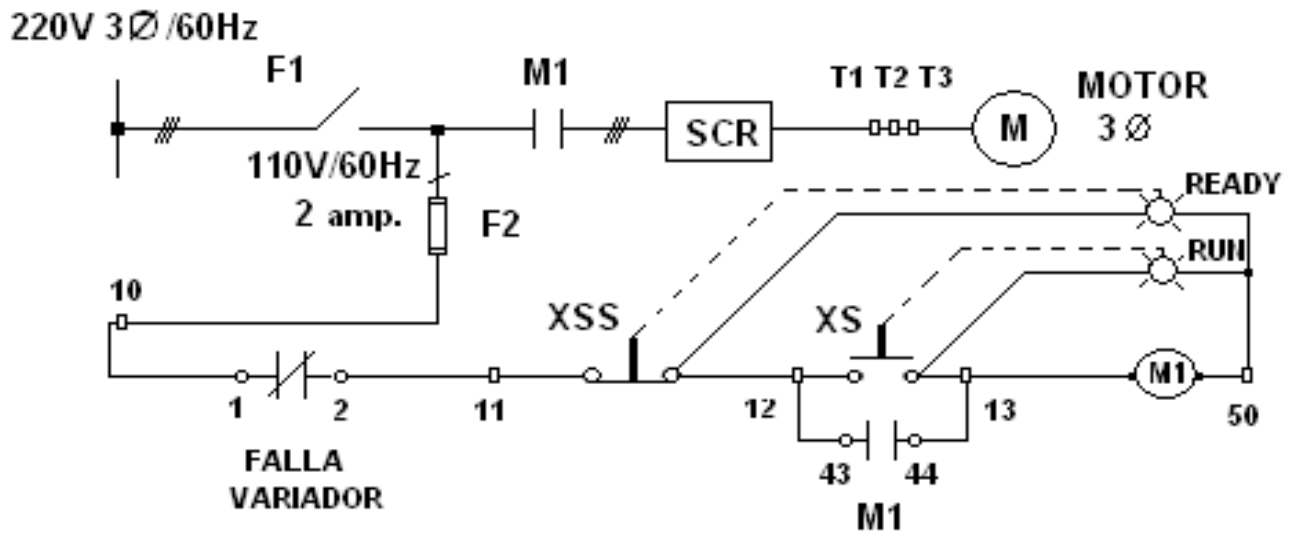 220V 3Ø/60Hz
F1
M1
T1 T2 T3
MOTOR
3 Ø
SCR
M
110V/60Hz
2 amp.
F2
READY
RUN
10
XSS
XS
M1
1
2
11
12
13
50
FALLA
VARIADOR
43
44
M1